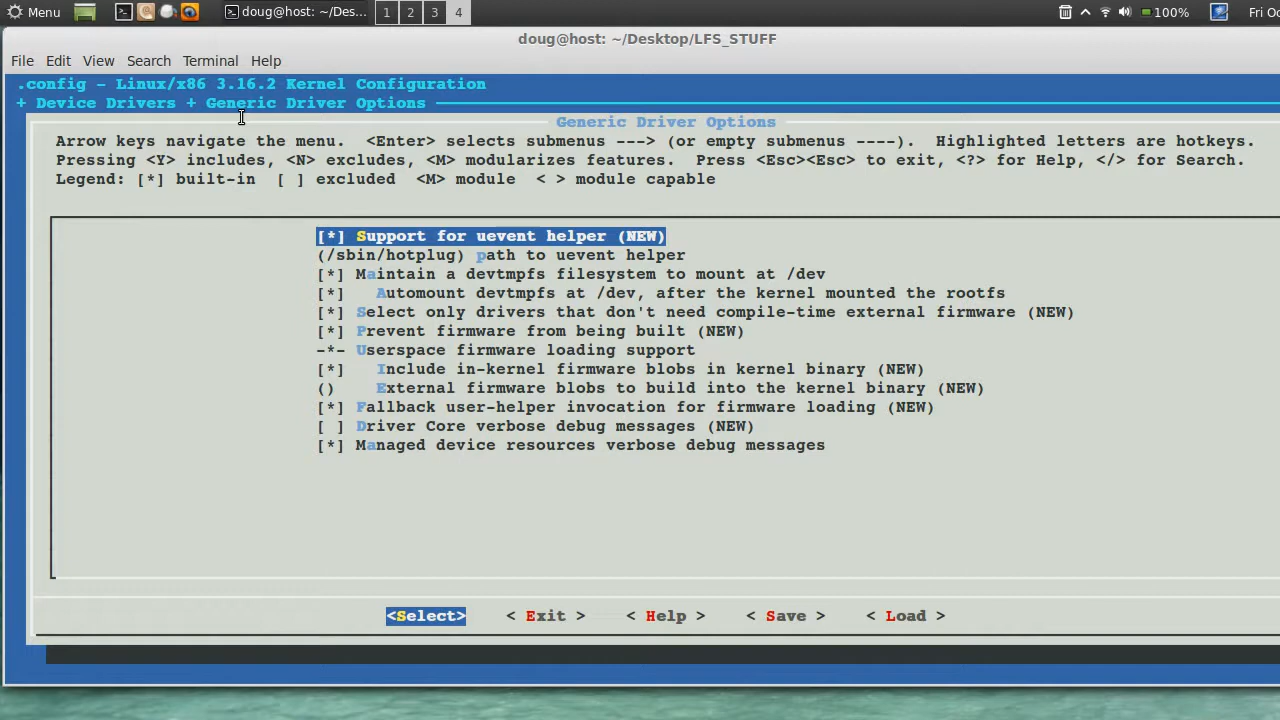 Menu doug@host: ~/Des... 1 2 3 4 100% Fri Oc
doug@host: ~/Desktop/LFS_STUFF
File Edit View Search Terminal Help
.config - Linux/x86 3.16.2 Kernel Configuration
+ Device Drivers + Generic Driver Options
Generic Driver Options
Arrow keys navigate the menu. <Enter> selects submenus ---> (or empty submenus ----). Highlighted letters are hotkeys.
Pressing <Y> includes, <N> excludes, <M> modularizes features. Press <Esc><Esc> to exit, <?> for Help, </> for Search.
Legend: [*] built-in [ ] excluded <M> module < > module capable
[*] Support for uevent helper (NEW)
(/sbin/hotplug) path to uevent helper
[*] Maintain a devtmpfs filesystem to mount at /dev
[*] Automount devtmpfs at /dev, after the kernel mounted the rootfs
[*] Select only drivers that don't need compile-time external firmware (NEW)
[*] Prevent firmware from being built (NEW)
-*- Userspace firmware loading support
[*] Include in-kernel firmware blobs in kernel binary (NEW)
() External firmware blobs to build into the kernel binary (NEW)
[*] Fallback user-helper invocation for firmware loading (NEW)
[ ] Driver Core verbose debug messages (NEW)
[*] Managed device resources verbose debug messages
<Select> < Exit > < Help > < Save > < Load >